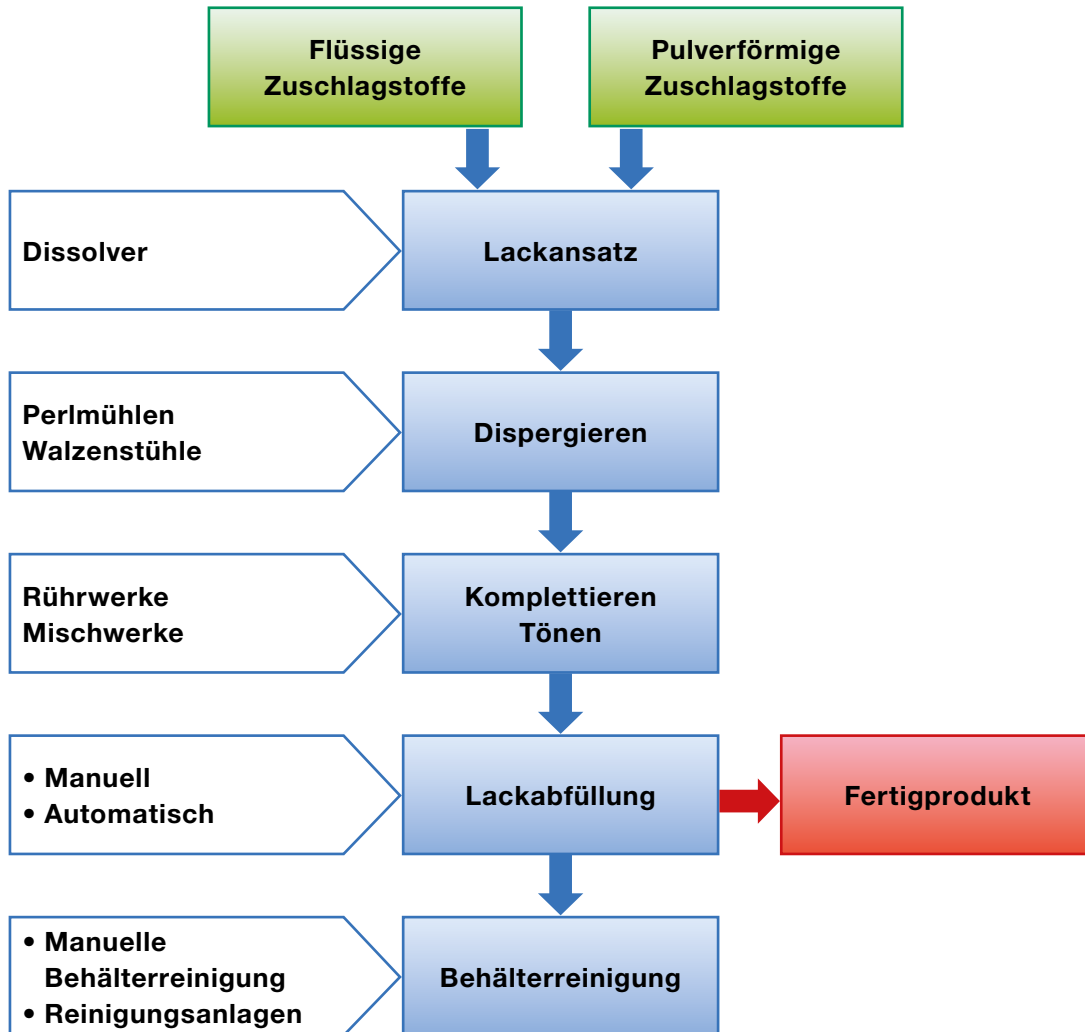 Flüssige
Zuschlagstoffe
Pulverförmige
Zuschlagstoffe
Dissolver
Lackansatz
Perlmühlen
Walzenstühle
Dispergieren
Rührwerke
Mischwerke
Komplettieren
Tönen
• Manuell
• Automatisch
Lackabfüllung
Fertigprodukt
• Manuelle
Behälterreinigung
• Reinigungsanlagen
Behälterreinigung